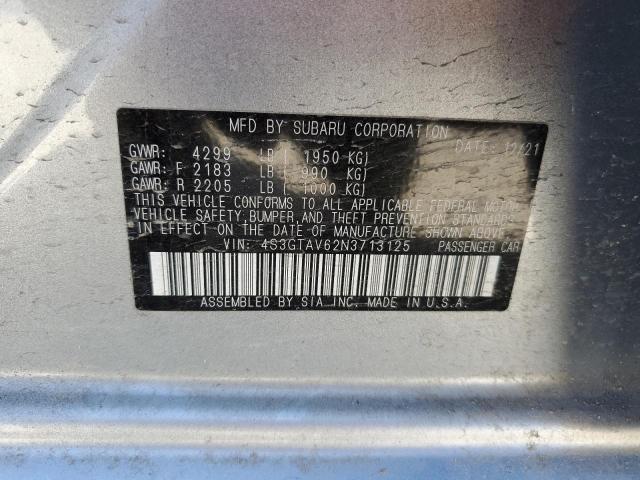 MFD BY SUBARU CORPORATION DATE: 12/21
GVWR: 4299 LB [ 1950 KG]
GAWR: F 2183 LB [ 990 KG]
GAWR: R 2205 LB [ 1000 KG]
THIS VEHICLE CONFORMS TO ALL APPLICABLE FEDERAL MOTOR
VEHICLE SAFETY, BUMPER, AND THEFT PREVENTION STANDARDS
IN EFFECT ON THE DATE OF MANUFACTURE SHOWN ABOVE.
VIN: 4S3GTAV62N3713125 PASSENGER CAR
ASSEMBLED BY SIA, INC. MADE IN U.S.A.